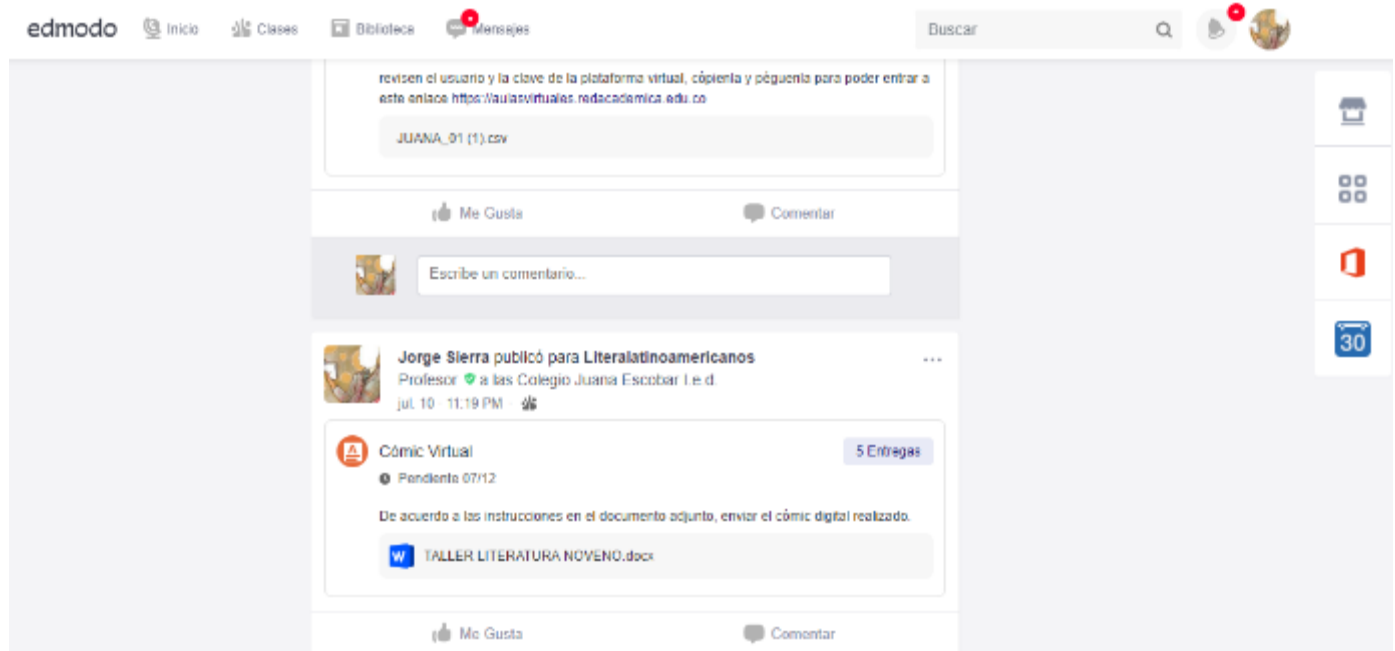 edmodo Inicio Clases Biblioteca Mensajes Buscar
revisen el usuario y la clave de la plataforma virtual, cópienla y péguenla para poder entrar a
este enlace https://aulasvirtuales.redacademica.edu.co
JUANA_01 (1).csv
Me Gusta Comentar
Escribe un comentario...
Jorge Sierra publicó para Literalatinoamericanos
Profesor a las Colegio Juana Escobar I.e.d.
jul. 10 - 11:19 PM
Cómic Virtual 5 Entregas
Pendiente 07/12
De acuerdo a las instrucciones en el documento adjunto, enviar el cómic digital realizado.
W TALLER LITERATURA NOVENO.docx
Me Gusta Comentar
30